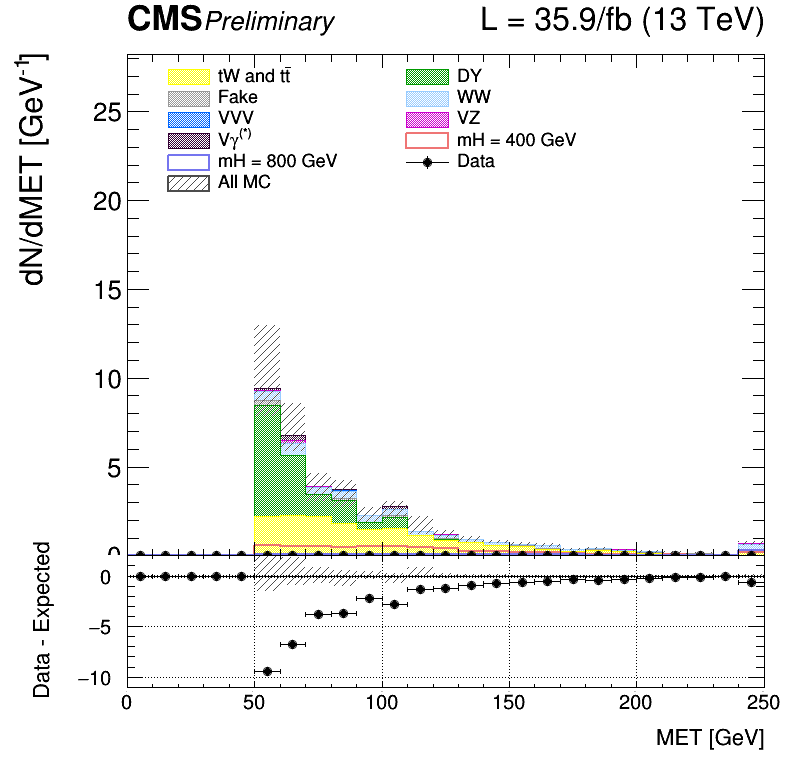 CMS Preliminary L = 35.9/fb (13 TeV)
dN/dMET [GeV⁻¹]
25
20
15
10
5
0
tW and tt̄
Fake
VVV
Vγ(*)
mH = 800 GeV
All MC
DY
WW
VZ
mH = 400 GeV
Data
Data - Expected
0
−5
−10
0 50 100 150 200 250
MET [GeV]